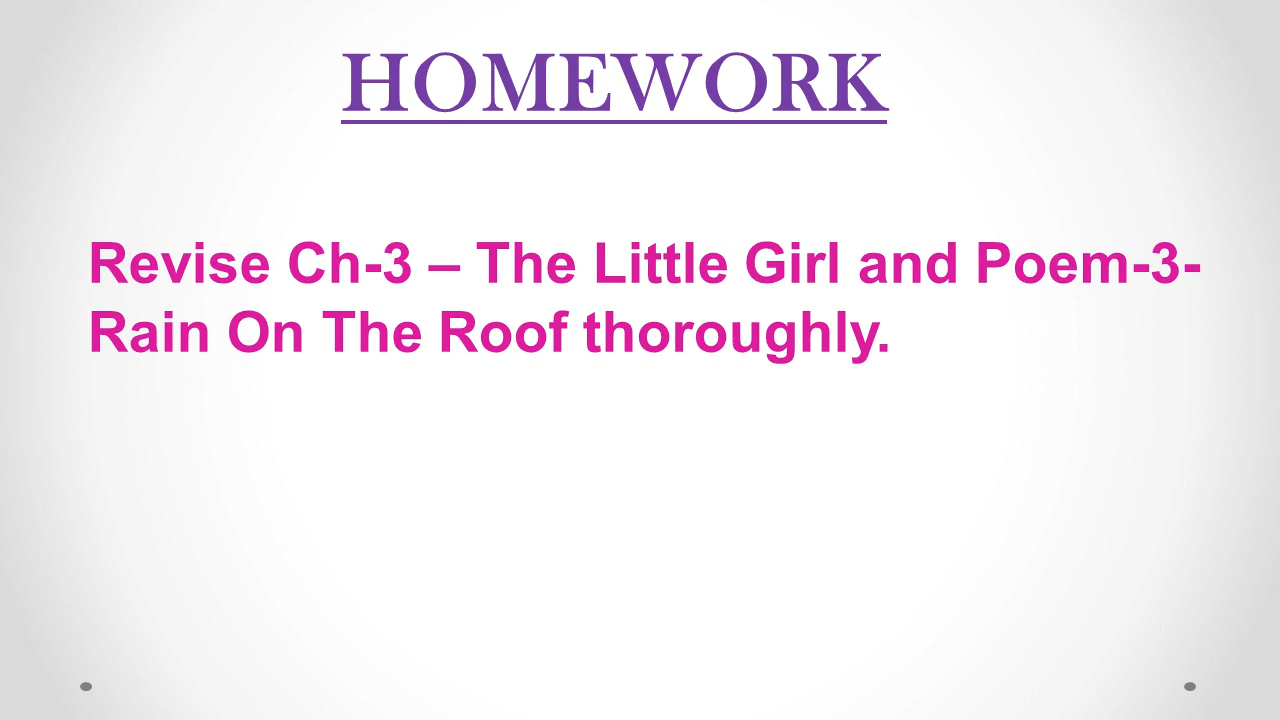 HOMEWORK
Revise Ch-3 – The Little Girl and Poem-3-
Rain On The Roof thoroughly.